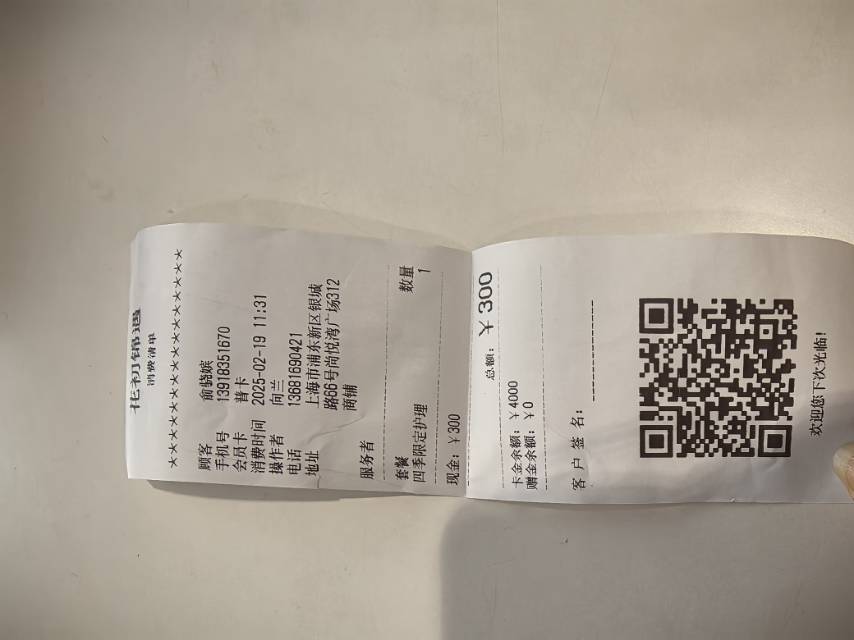 花初锦遇
消费清单
********************
顾客 俞骁嫔
手机号 13918351670
会员卡 普卡
消费时间 2025-02-19 11:31
操作者 向兰
电话 13681690421
地址 上海市浦东新区银城
路66号尚悦湾广场312
商铺
服务者
套餐 数量
四季限定护理 1
现金: ￥300
总额: ￥300
卡金余额: ￥4000
赠金余额: ￥0
客户签名:
欢迎您下次光临!